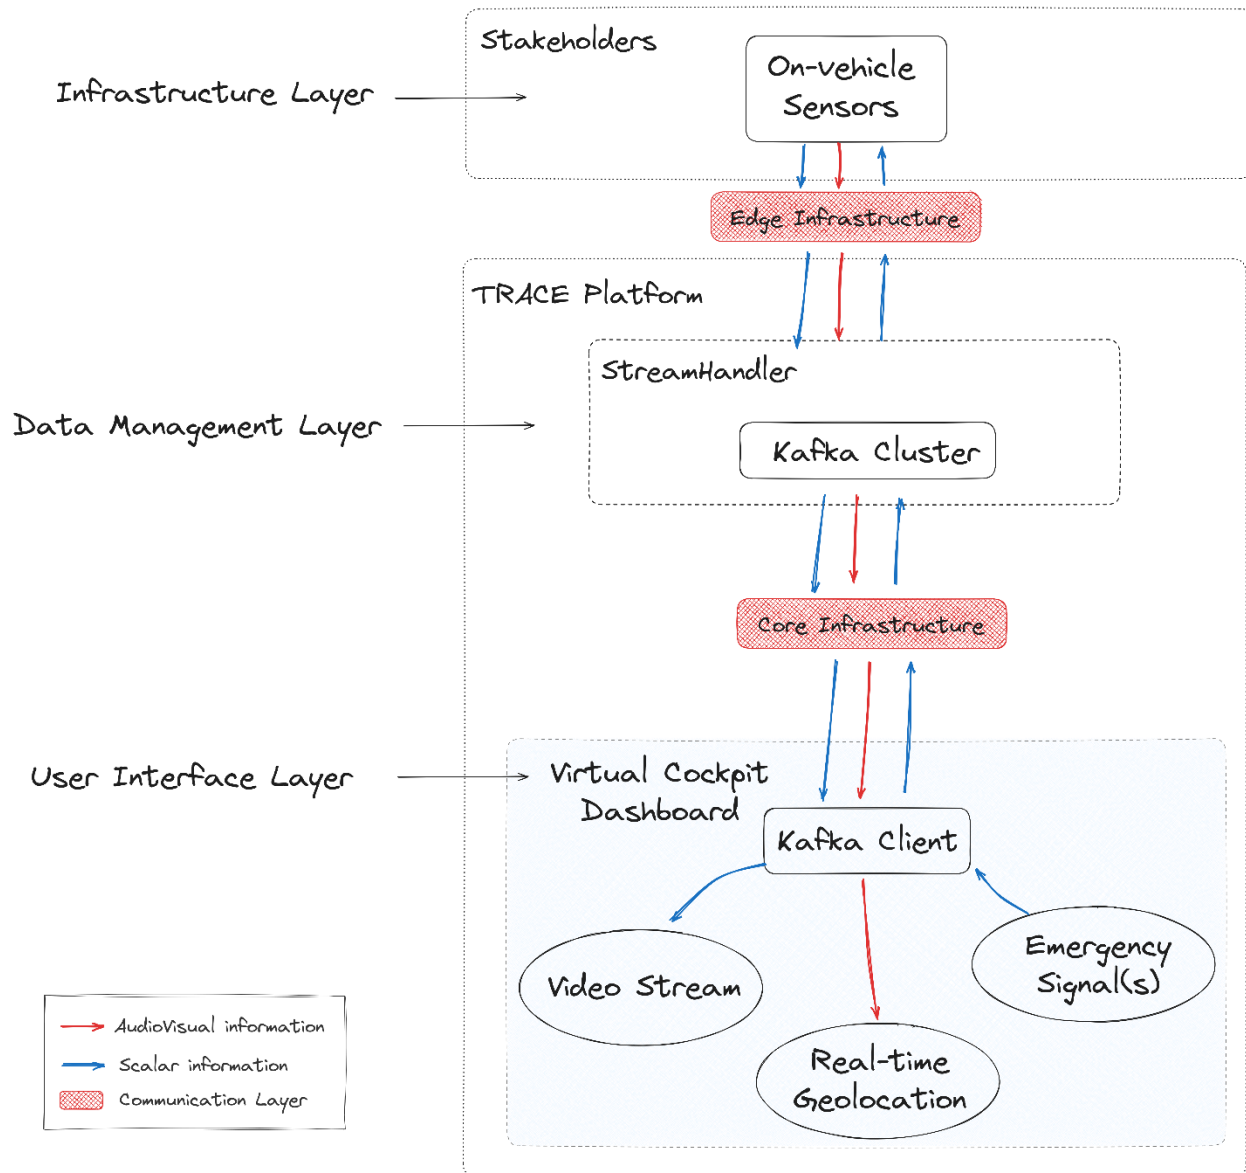 Stakeholders
On-vehicle
Sensors
Infrastructure Layer
Edge Infrastructure
TRACE Platform
StreamHandler
Data Management Layer
Kafka Cluster
Core Infrastructure
User Interface Layer
Virtual Cockpit
Dashboard
Kafka Client
Video Stream
Emergency
Signal(s)
Real-time
Geolocation
AudioVisual information
Scalar information
Communication Layer